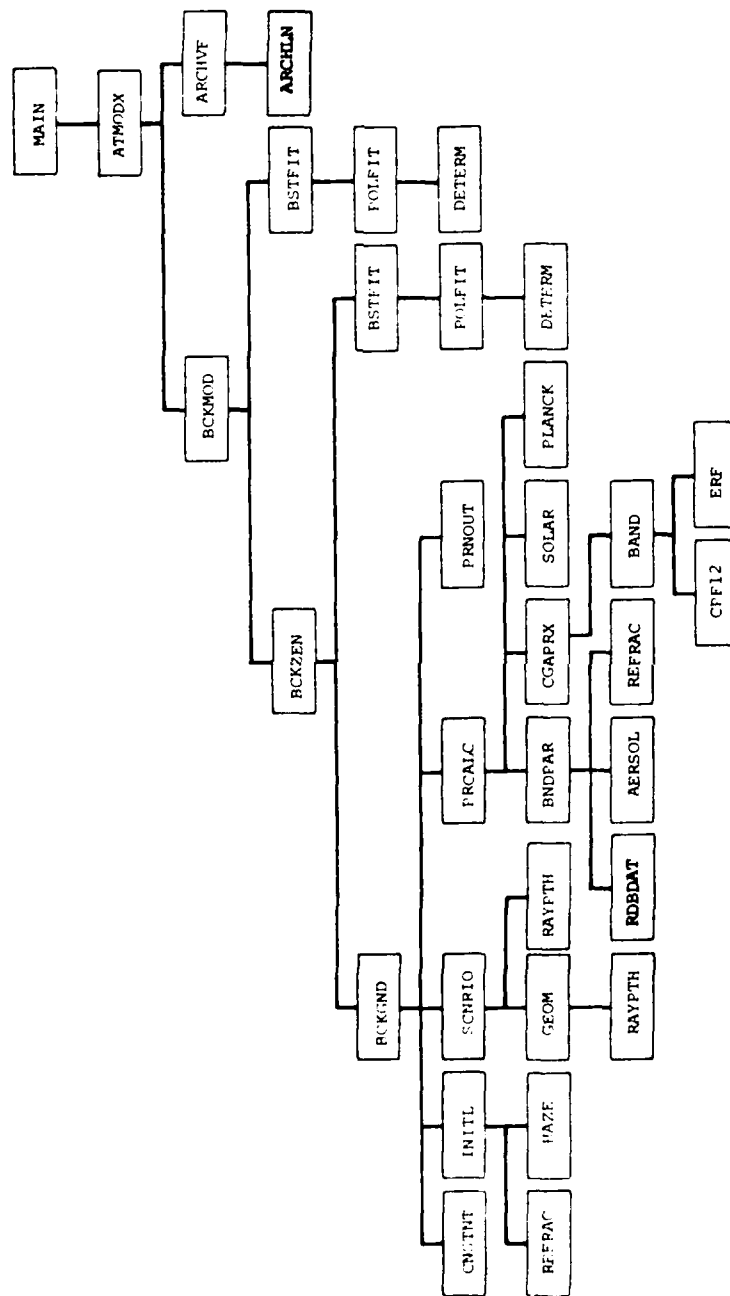 MAIN
ATMODX
BCKMOD
ARCHVF
BCKZEN
BSTFIT
ARCHLN
BCKGND
BSTFIT
POLFIT
CNSTNT
INITL
SCNRIO
PRCALC
PRNOUT
POLFIT
DETERM
REFRAC
HAZE
GEOM
RAYPTH
BNDPAR
CGAPRX
SOLAR
PLANCK
DETERM
RAYPTH
RDBDAT
AERSOL
REFRAC
BAND
ERF